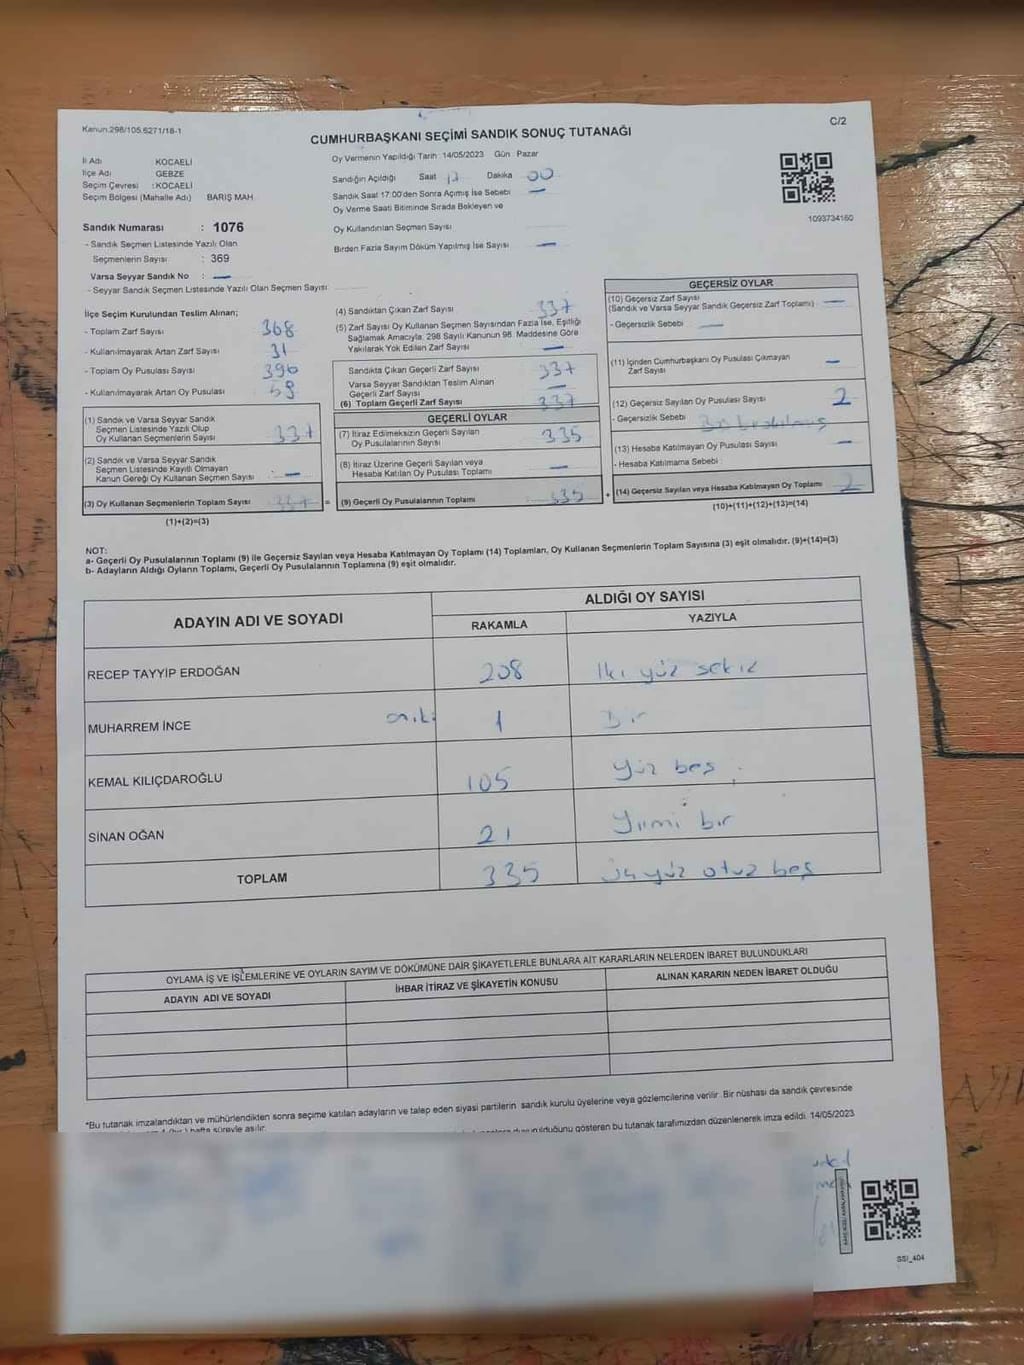 Kanun.298/105.6271/18-1
C/2
CUMHURBAŞKANI SEÇİMİ SANDIK SONUÇ TUTANAĞI
İl Adı KOCAELİ
İlçe Adı GEBZE
Seçim Çevresi : KOCAELİ
Seçim Bölgesi (Mahalle Adı) BARIŞ MAH
Oy Vermenin Yapıldığı Tarih :14/05/2023 Gün : Pazar
Sandığın Açıldığı Saat 17 Dakika 00
Sandık Saat 17:00'den Sonra Açılmış İse Sebebi —
Oy Verme Saati Bitiminde Sırada Bekleyen ve
Oy Kullandırılan Seçmen Sayısı
Birden Fazla Sayım Döküm Yapılmış İse Sayısı —
1093734160
Sandık Numarası : 1076
- Sandık Seçmen Listesinde Yazılı Olan
Seçmenlerin Sayısı : 369
Varsa Seyyar Sandık No : —
- Seyyar Sandık Seçmen Listesinde Yazılı Olan Seçmen Sayısı:
İlçe Seçim Kurulundan Teslim Alınan;
- Toplam Zarf Sayısı 368
- Kullanılmayarak Artan Zarf Sayısı 31
- Toplam Oy Pusulası Sayısı 396
- Kullanılmayarak Artan Oy Pusulası 59
(1) Sandık ve Varsa Seyyar Sandık
Seçmen Listesinde Yazılı Olup
Oy Kullanan Seçmenlerin Sayısı : 337
(2) Sandık ve Varsa Seyyar Sandık
Seçmen Listesinde Kayıtlı Olmayan
Kanun Gereği Oy Kullanan Seçmen Sayısı : —
(3) Oy Kullanan Seçmenlerin Toplam Sayısı 337 =
(1)+(2)=(3)
(4) Sandıktan Çıkan Zarf Sayısı 337
(5) Zarf Sayısı Oy Kullanan Seçmen Sayısından Fazla İse, Eşitliği
Sağlamak Amacıyla, 298 Sayılı Kanunun 98. Maddesine Göre
Yakılarak Yok Edilen Zarf Sayısı —
Sandıkta Çıkan Geçerli Zarf Sayısı 337
Varsa Seyyar Sandıktan Teslim Alınan
Geçerli Zarf Sayısı —
(6) Toplam Geçerli Zarf Sayısı 337
GEÇERLİ OYLAR
(7) İtiraz Edilmeksizin Geçerli Sayılan
Oy Pusulalarının Sayısı 335
(8) İtiraz Üzerine Geçerli Sayılan veya
Hesaba Katılan Oy Pusulası Toplamı —
(9) Geçerli Oy Pusulalarının Toplamı 335 +
GEÇERSİZ OYLAR
(10) Geçersiz Zarf Sayısı
(Sandık ve Varsa Seyyar Sandık Geçersiz Zarf Toplamı) —
- Geçersizlik Sebebi : —
(11) İçinden Cumhurbaşkanı Oy Pusulası Çıkmayan
Zarf Sayısı —
(12) Geçersiz Sayılan Oy Pusulası Sayısı 2
- Geçersizlik Sebebi :
(13) Hesaba Katılmayan Oy Pusulası Sayısı —
- Hesaba Katılmama Sebebi :
(14) Geçersiz Sayılan veya Hesaba Katılmayan Oy Toplamı 2
(10)+(11)+(12)+(13)=(14)
NOT:
a- Geçerli Oy Pusulalarının Toplamı (9) ile Geçersiz Sayılan veya Hesaba Katılmayan Oy Toplamı (14) Toplamları, Oy Kullanan Seçmenlerin Toplam Sayısına (3) eşit olmalıdır. (9)+(14)=(3)
b- Adayların Aldığı Oyların Toplamı, Geçerli Oy Pusulalarının Toplamına (9) eşit olmalıdır.
ADAYIN ADI VE SOYADI ALDIĞI OY SAYISI
RAKAMLA YAZIYLA
RECEP TAYYİP ERDOĞAN 208 İki yüz sekiz
MUHARREM İNCE 1 Bir
KEMAL KILIÇDAROĞLU 105 Yüz beş
SİNAN OĞAN 21 Yirmi bir
TOPLAM 335 üç yüz otuz beş
OYLAMA İŞ VE İŞLEMLERİNE VE OYLARIN SAYIM VE DÖKÜMÜNE DAİR ŞİKAYETLERLE BUNLARA AİT KARARLARIN NELERDEN İBARET BULUNDUKLARI
ADAYIN ADI VE SOYADI İHBAR İTİRAZ VE ŞİKAYETİN KONUSU ALINAN KARARIN NEDEN İBARET OLDUĞU
*Bu tutanak imzalandıktan ve mühürlendikten sonra seçime katılan adayların ve talep eden siyasi partilerin sandık kurulu üyelerine veya gözlemcilerine verilir. Bir nüshası da sandık çevresinde
hafta süreyle asılır. gösteren bu tutanak tarafımızdan düzenlenerek imza edildi. 14/05/2023
SSİ_404